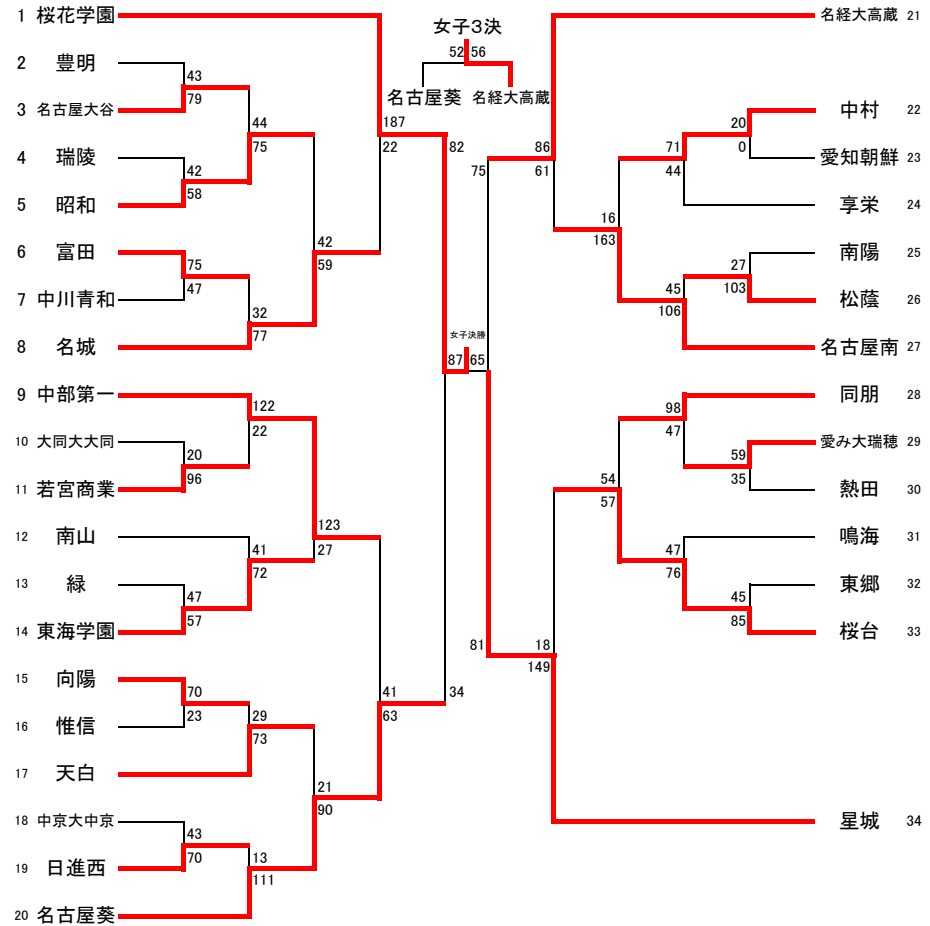 女子3決
52 56
名古屋葵 名経大高蔵
1 桜花学園
2 豊明
3 名古屋大谷
4 瑞陵
5 昭和
6 富田
7 中川青和
8 名城
9 中部第一
10 大同大大同
11 若宮商業
12 南山
13 緑
14 東海学園
15 向陽
16 惟信
17 天白
18 中京大中京
19 日進西
20 名古屋葵
43
79
42
58
75
47
20
96
47
57
70
23
43
70
44
75
32
77
122
22
41
72
29
73
13
111
42
59
123
27
21
90
187
22
41
63
82
34
女子決勝
87 65
75
81
86
61
18
149
16
163
54
57
71
44
45
106
98
47
47
76
20
0
27
103
59
35
45
85
名経大高蔵 21
中村 22
愛知朝鮮 23
享栄 24
南陽 25
松蔭 26
名古屋南 27
同朋 28
愛み大瑞穂 29
熱田 30
鳴海 31
東郷 32
桜台 33
星城 34